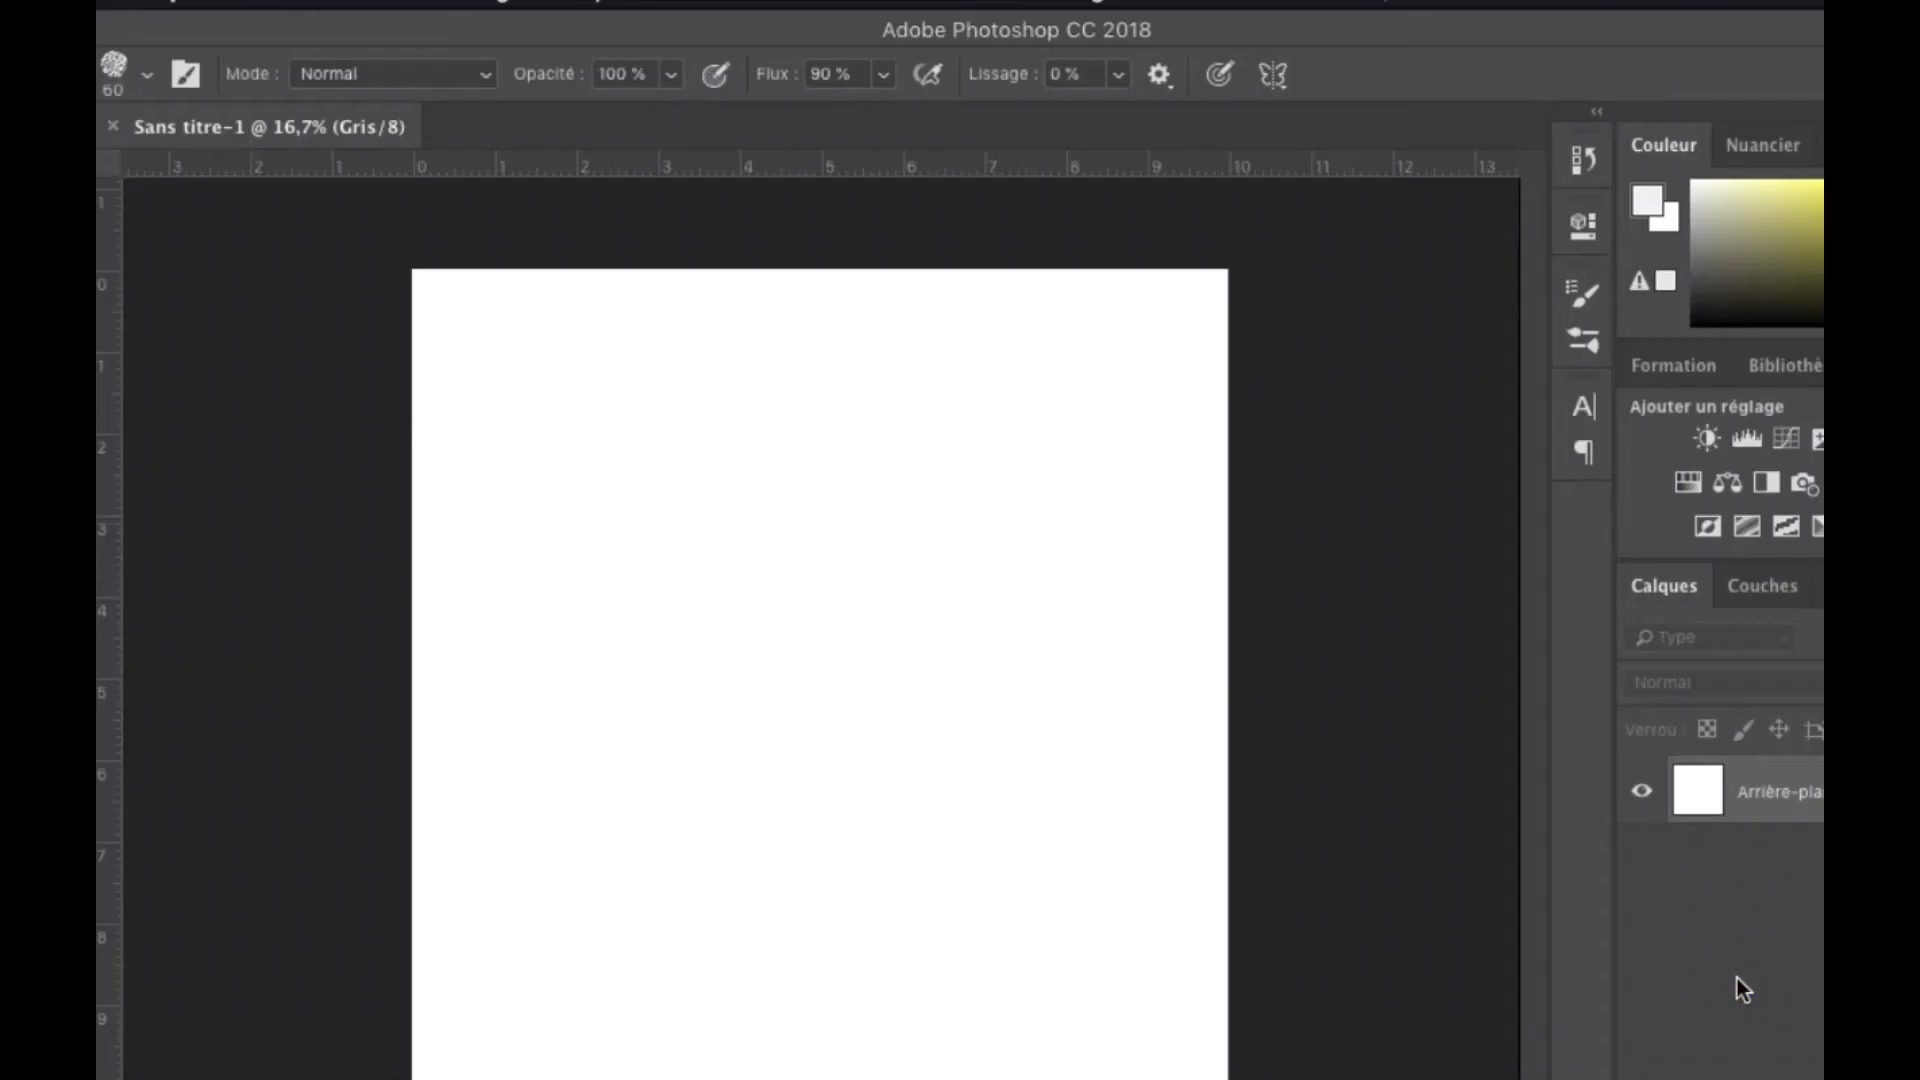 Adobe Photoshop CC 2018
60
Mode : Normal Opacité : 100 % Flux : 90 % Lissage : 0 %
Sans titre-1 @ 16,7% (Gris/8)
3 2 1 0 1 2 3 4 5 6 7 8 9 10 11 12 13
1
0
1
2
3
4
5
6
7
8
9
Couleur Nuancier
Formation Bibliothè
Ajouter un réglage
Calques Couches
Type
Normal
Verrou :
Arrière-pla